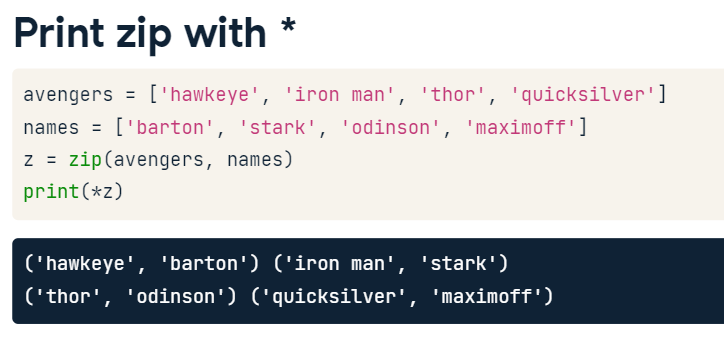 Print zip with *
avengers = ['hawkeye', 'iron man', 'thor', 'quicksilver']
names = ['barton', 'stark', 'odinson', 'maximoff']
z = zip(avengers, names)
print(*z)
('hawkeye', 'barton') ('iron man', 'stark')
('thor', 'odinson') ('quicksilver', 'maximoff')